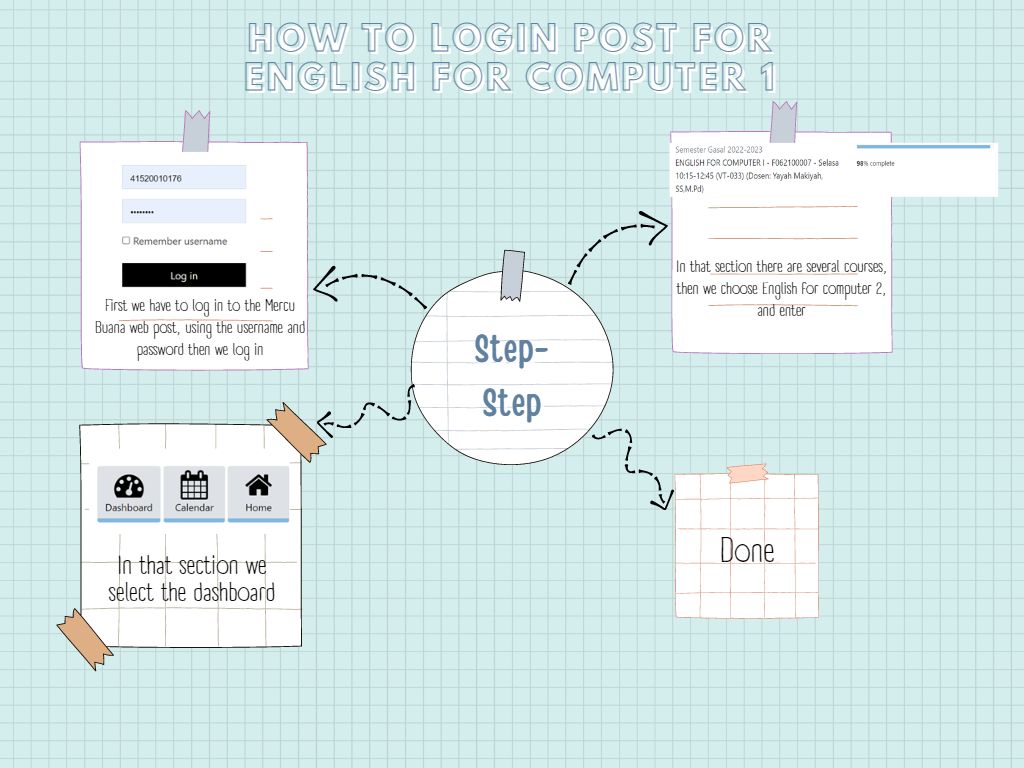 HOW TO LOGIN POST FOR
ENGLISH FOR COMPUTER 1
41520010176
••••••••
Remember username
Log in
First we have to log in to the Mercu
Buana web post, using the username and
password then we log in
Dashboard
Calendar
Home
In that section we
select the dashboard
Step-
Step
Semester Gasal 2022-2023
ENGLISH FOR COMPUTER I - F062100007 - Selasa
10:15-12:45 (VT-033) (Dosen: Yayah Makiyah,
SS,M.Pd)
98% complete
In that section there are several courses,
then we choose English for computer 2,
and enter
Done